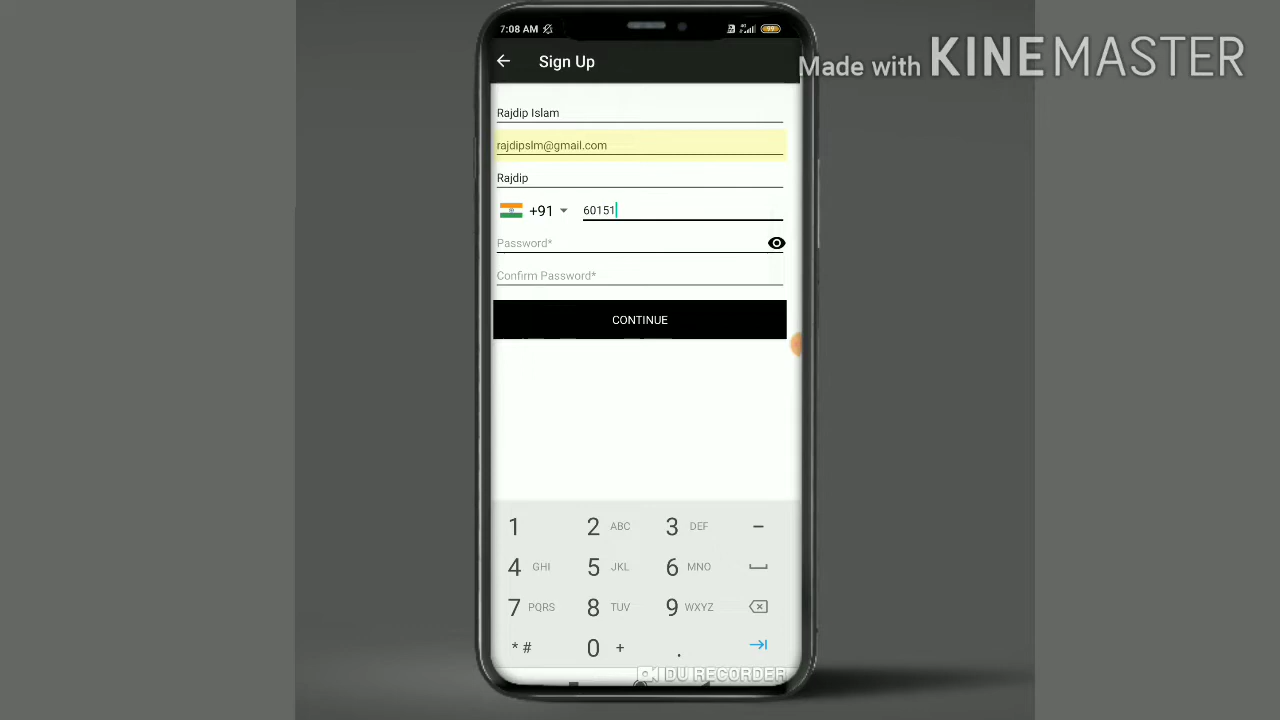 7:08 AM
Sign Up
Made with KINEMASTER
Rajdip Islam
rajdipslm@gmail.com
Rajdip
+91 60151
Password*
Confirm Password*
CONTINUE
1 2 ABC 3 DEF -
4 GHI 5 JKL 6 MNO
7 PQRS 8 TUV 9 WXYZ
* # 0 + .
DU RECORDER